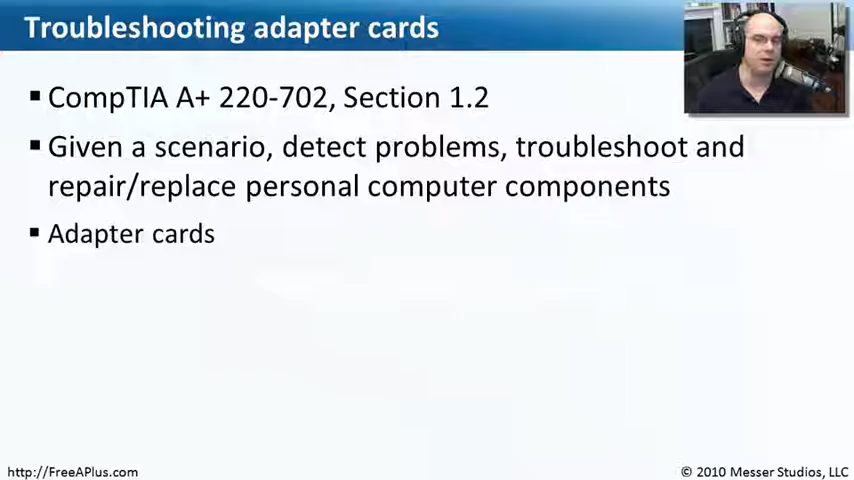 Troubleshooting adapter cards
▪ CompTIA A+ 220-702, Section 1.2
▪ Given a scenario, detect problems, troubleshoot and
repair/replace personal computer components
▪ Adapter cards
http://FreeAPlus.com
© 2010 Messer Studios, LLC